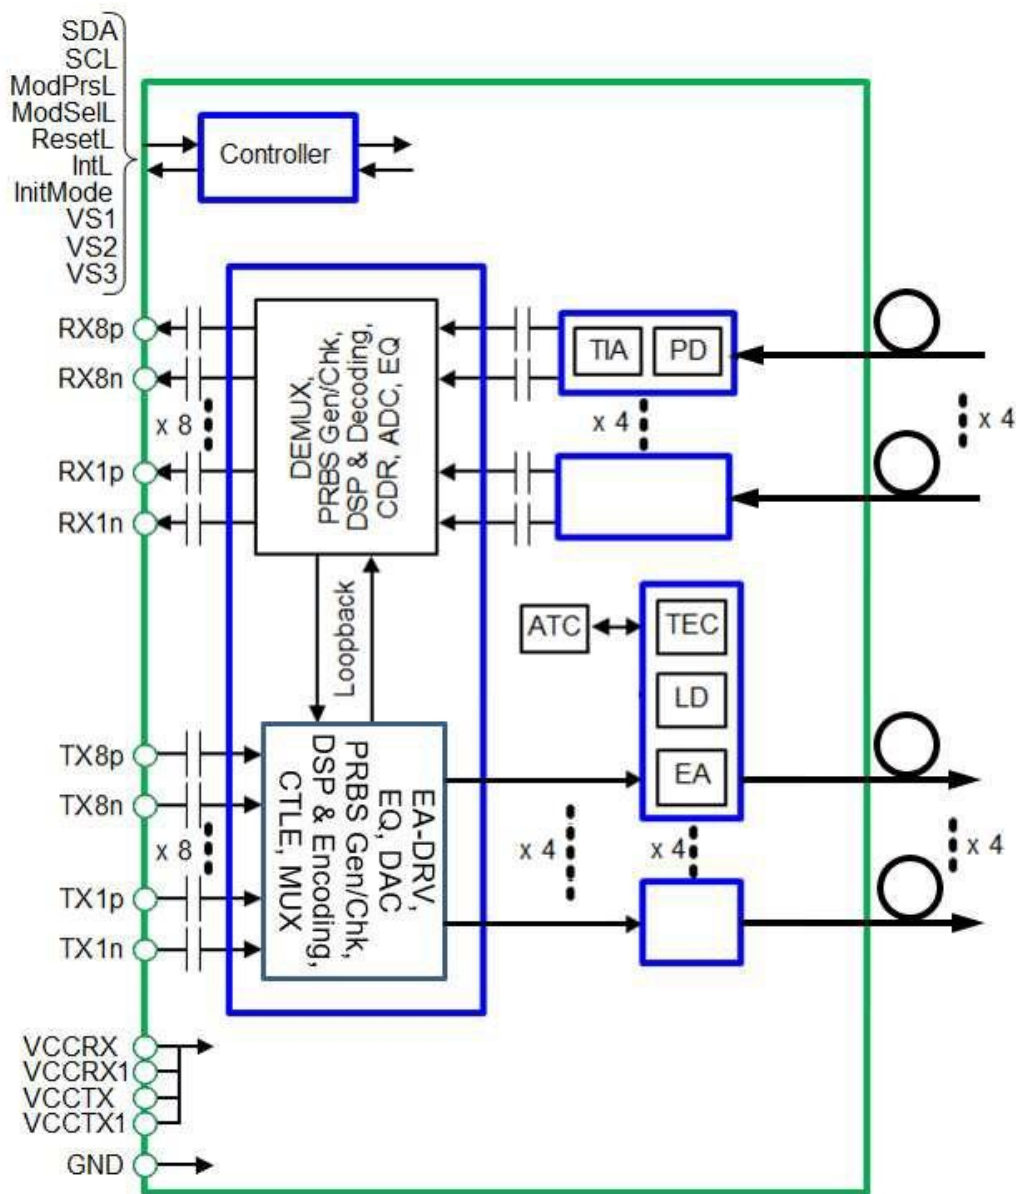 SDA
SCL
ModPrsL
ModSelL
ResetL
IntL
InitMode
VS1
VS2
VS3
Controller
RX8p
RX8n
x 8
RX1p
RX1n
DEMUX,
PRBS Gen/Chk,
DSP & Decoding,
CDR, ADC, EQ
TIA
PD
x 4
x 4
Loopback
ATC
TEC
LD
EA
TX8p
TX8n
x 8
TX1p
TX1n
EA-DRV,
EQ, DAC
PRBS Gen/Chk,
DSP & Encoding,
CTLE, MUX
x 4
x 4
x 4
VCCRX
VCCRX1
VCCTX
VCCTX1
GND